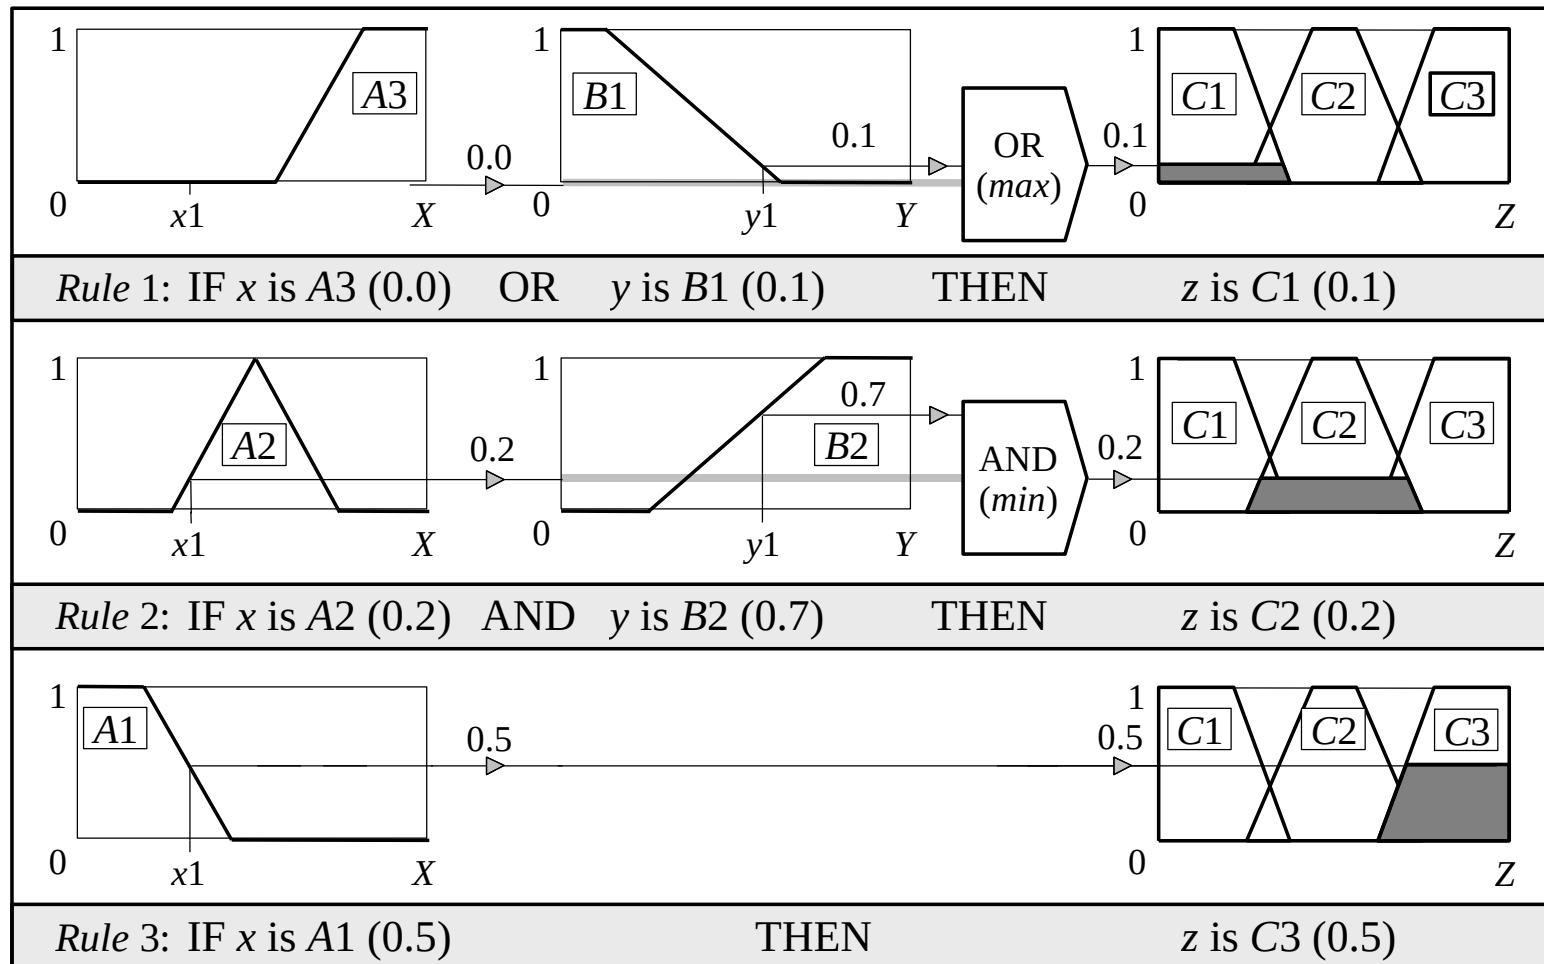 1 A3 0 x1 X 0.0 1 B1 0.1 0 y1 Y OR (max) 0.1 1 C1 C2 C3 0 Z
Rule 1: IF x is A3 (0.0) OR y is B1 (0.1) THEN z is C1 (0.1)
1 A2 0 x1 X 0.2 1 0.7 B2 0 y1 Y AND (min) 0.2 1 C1 C2 C3 0 Z
Rule 2: IF x is A2 (0.2) AND y is B2 (0.7) THEN z is C2 (0.2)
1 A1 0 x1 X 0.5 0.5 1 C1 C2 C3 0 Z
Rule 3: IF x is A1 (0.5) THEN z is C3 (0.5)